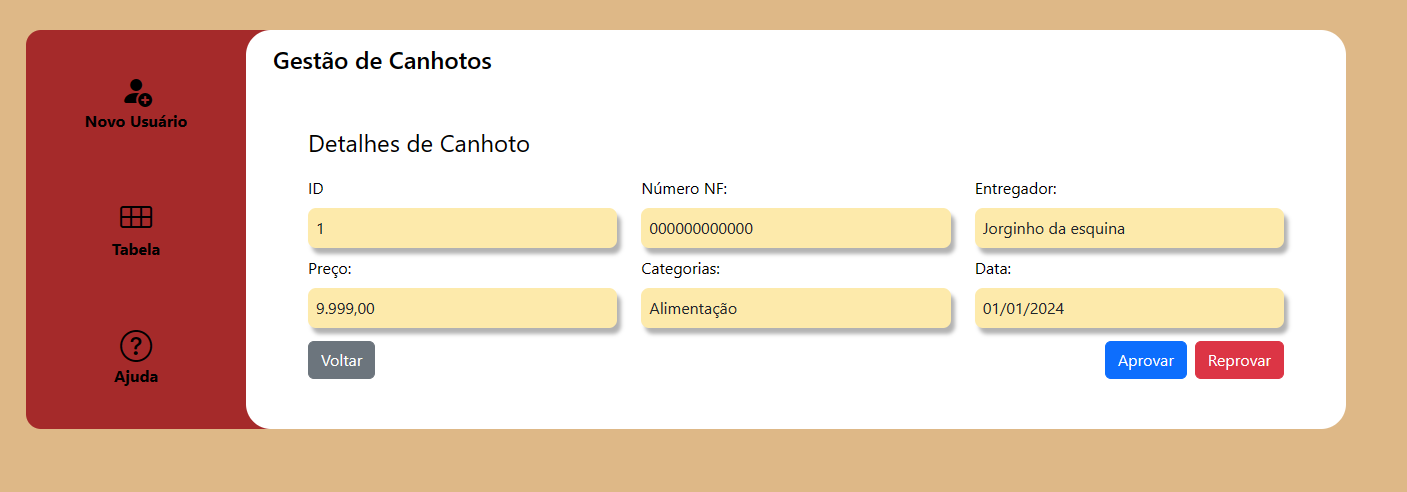 Gestão de Canhotos
Novo Usuário
Tabela
Ajuda
Detalhes de Canhoto
ID
Número NF:
Entregador:
1
000000000000
Jorginho da esquina
Preço:
Categorias:
Data:
9.999,00
Alimentação
01/01/2024
Voltar
Aprovar
Reprovar